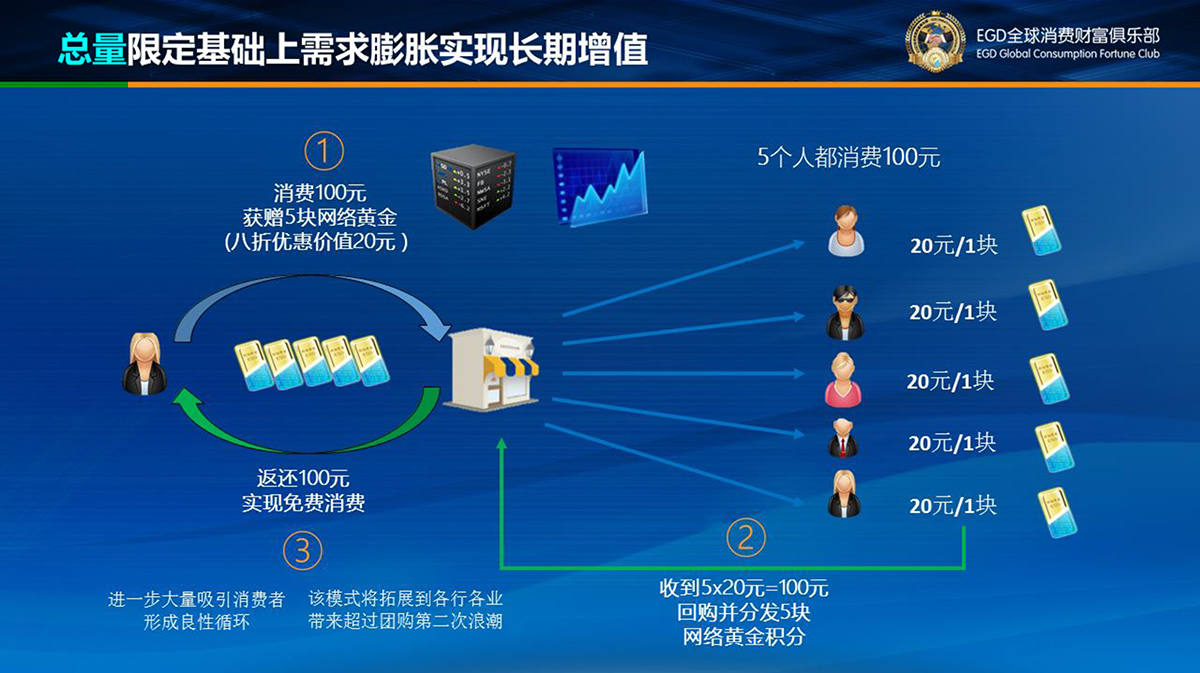 总量限定基础上需求膨胀实现长期增值
EGD全球消费财富俱乐部
EGD Global Consumption Fortune Club
①
消费100元
获赠5块网络黄金
(八折优惠价值20元)
5个人都消费100元
20元/1块
20元/1块
20元/1块
20元/1块
20元/1块
返还100元
实现免费消费
③
进一步大量吸引消费者
形成良性循环
该模式将拓展到各行各业
带来超过团购第二次浪潮
②
收到5x20元=100元
回购并分发5块
网络黄金积分